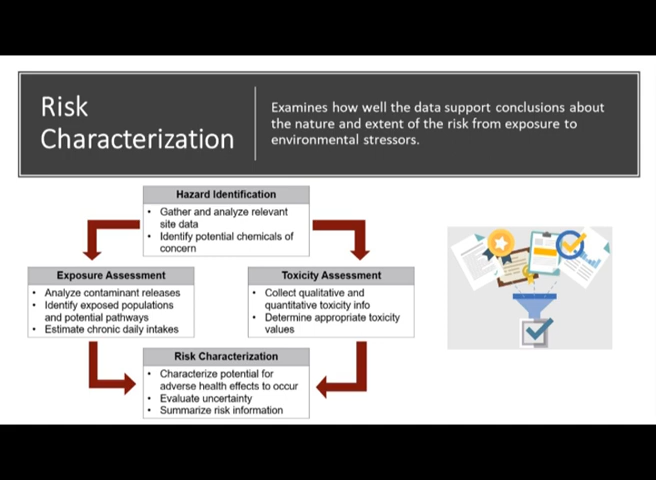 Risk
Characterization
Examines how well the data support conclusions about
the nature and extent of the risk from exposure to
environmental stressors.
Hazard Identification
• Gather and analyze relevant
site data
• Identify potential chemicals of
concern
Exposure Assessment
• Analyze contaminant releases
• Identify exposed populations
and potential pathways
• Estimate chronic daily intakes
Toxicity Assessment
• Collect qualitative and
quantitative toxicity info
• Determine appropriate toxicity
values
Risk Characterization
• Characterize potential for
adverse health effects to occur
• Evaluate uncertainty
• Summarize risk information